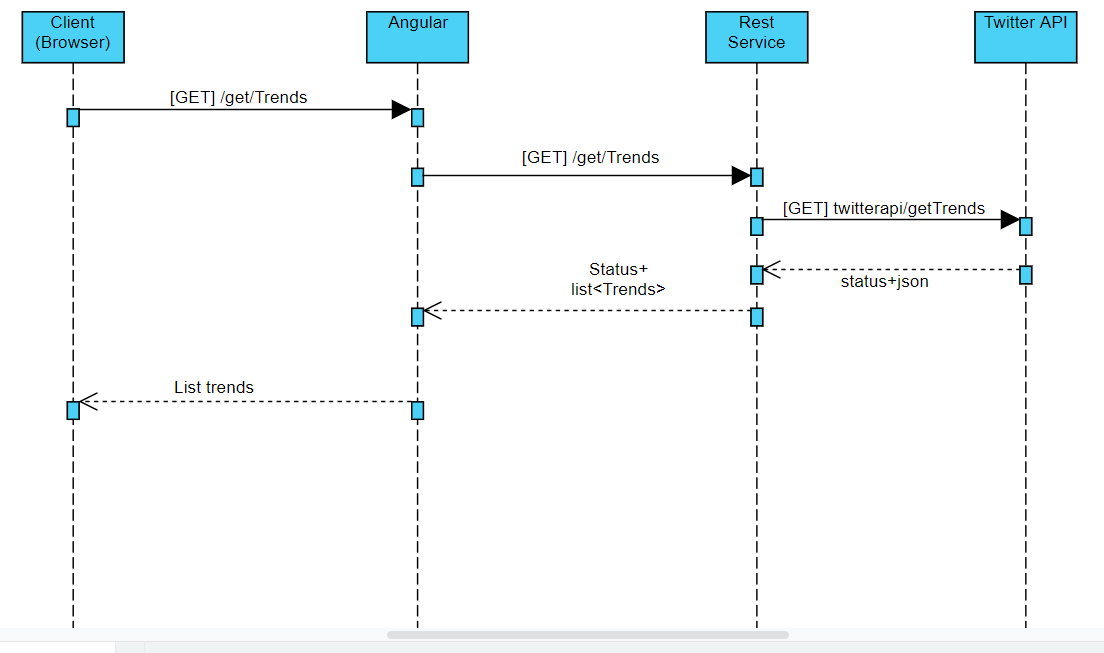 Client
(Browser)
Angular
Rest
Service
Twitter API
[GET] /get/Trends
[GET] /get/Trends
[GET] twitterapi/getTrends
status+json
Status+
list<Trends>
List trends